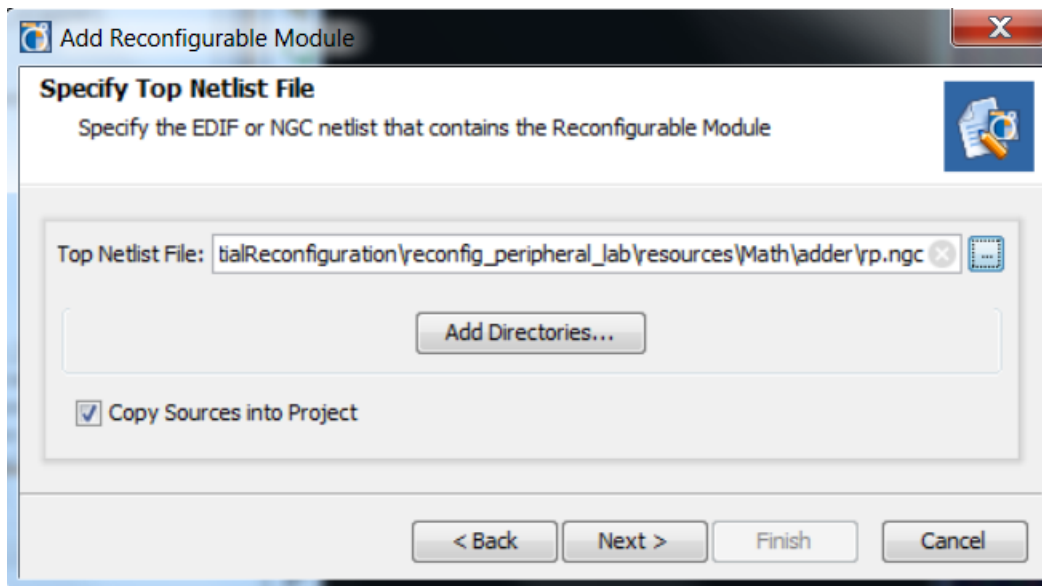 Add Reconfigurable Module
X
Specify Top Netlist File
Specify the EDIF or NGC netlist that contains the Reconfigurable Module
Top Netlist File: tialReconfiguration\reconfig_peripheral_lab\resources\Math\adder\rp.ngc ...
Add Directories...
Copy Sources into Project
< Back Next > Finish Cancel